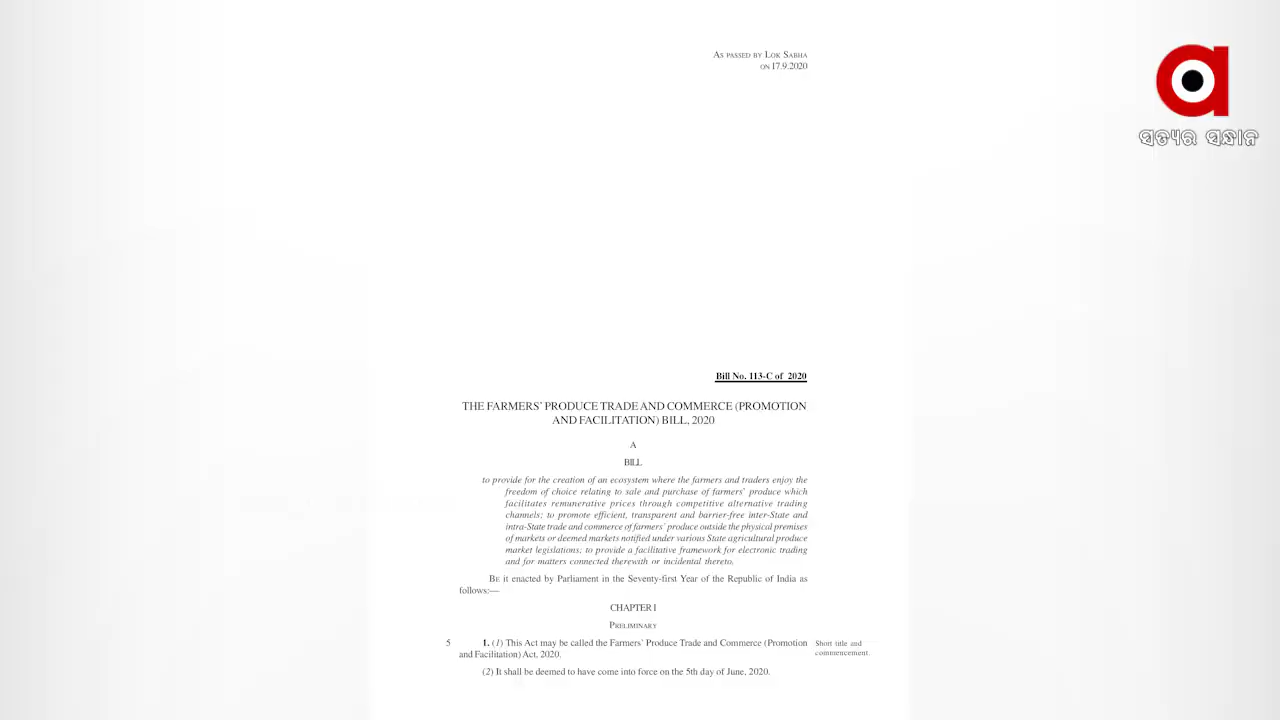 AS PASSED BY LOK SABHA
ON 17.9.2020
ସତ୍ୟର ସନ୍ଧାନ
Bill No. 113-C of 2020
THE FARMERS’ PRODUCE TRADE AND COMMERCE (PROMOTION
AND FACILITATION) BILL, 2020
A
BILL
to provide for the creation of an ecosystem where the farmers and traders enjoy the
freedom of choice relating to sale and purchase of farmers’ produce which
facilitates remunerative prices through competitive alternative trading
channels; to promote efficient, transparent and barrier-free inter-State and
intra-State trade and commerce of farmers’ produce outside the physical premises
of markets or deemed markets notified under various State agricultural produce
market legislations; to provide a facilitative framework for electronic trading
and for matters connected therewith or incidental thereto.
BE it enacted by Parliament in the Seventy-first Year of the Republic of India as
follows:—
CHAPTER I
PRELIMINARY
5 1. (1) This Act may be called the Farmers’ Produce Trade and Commerce (Promotion
and Facilitation) Act, 2020.
Short title and
commencement.
(2) It shall be deemed to have come into force on the 5th day of June, 2020.